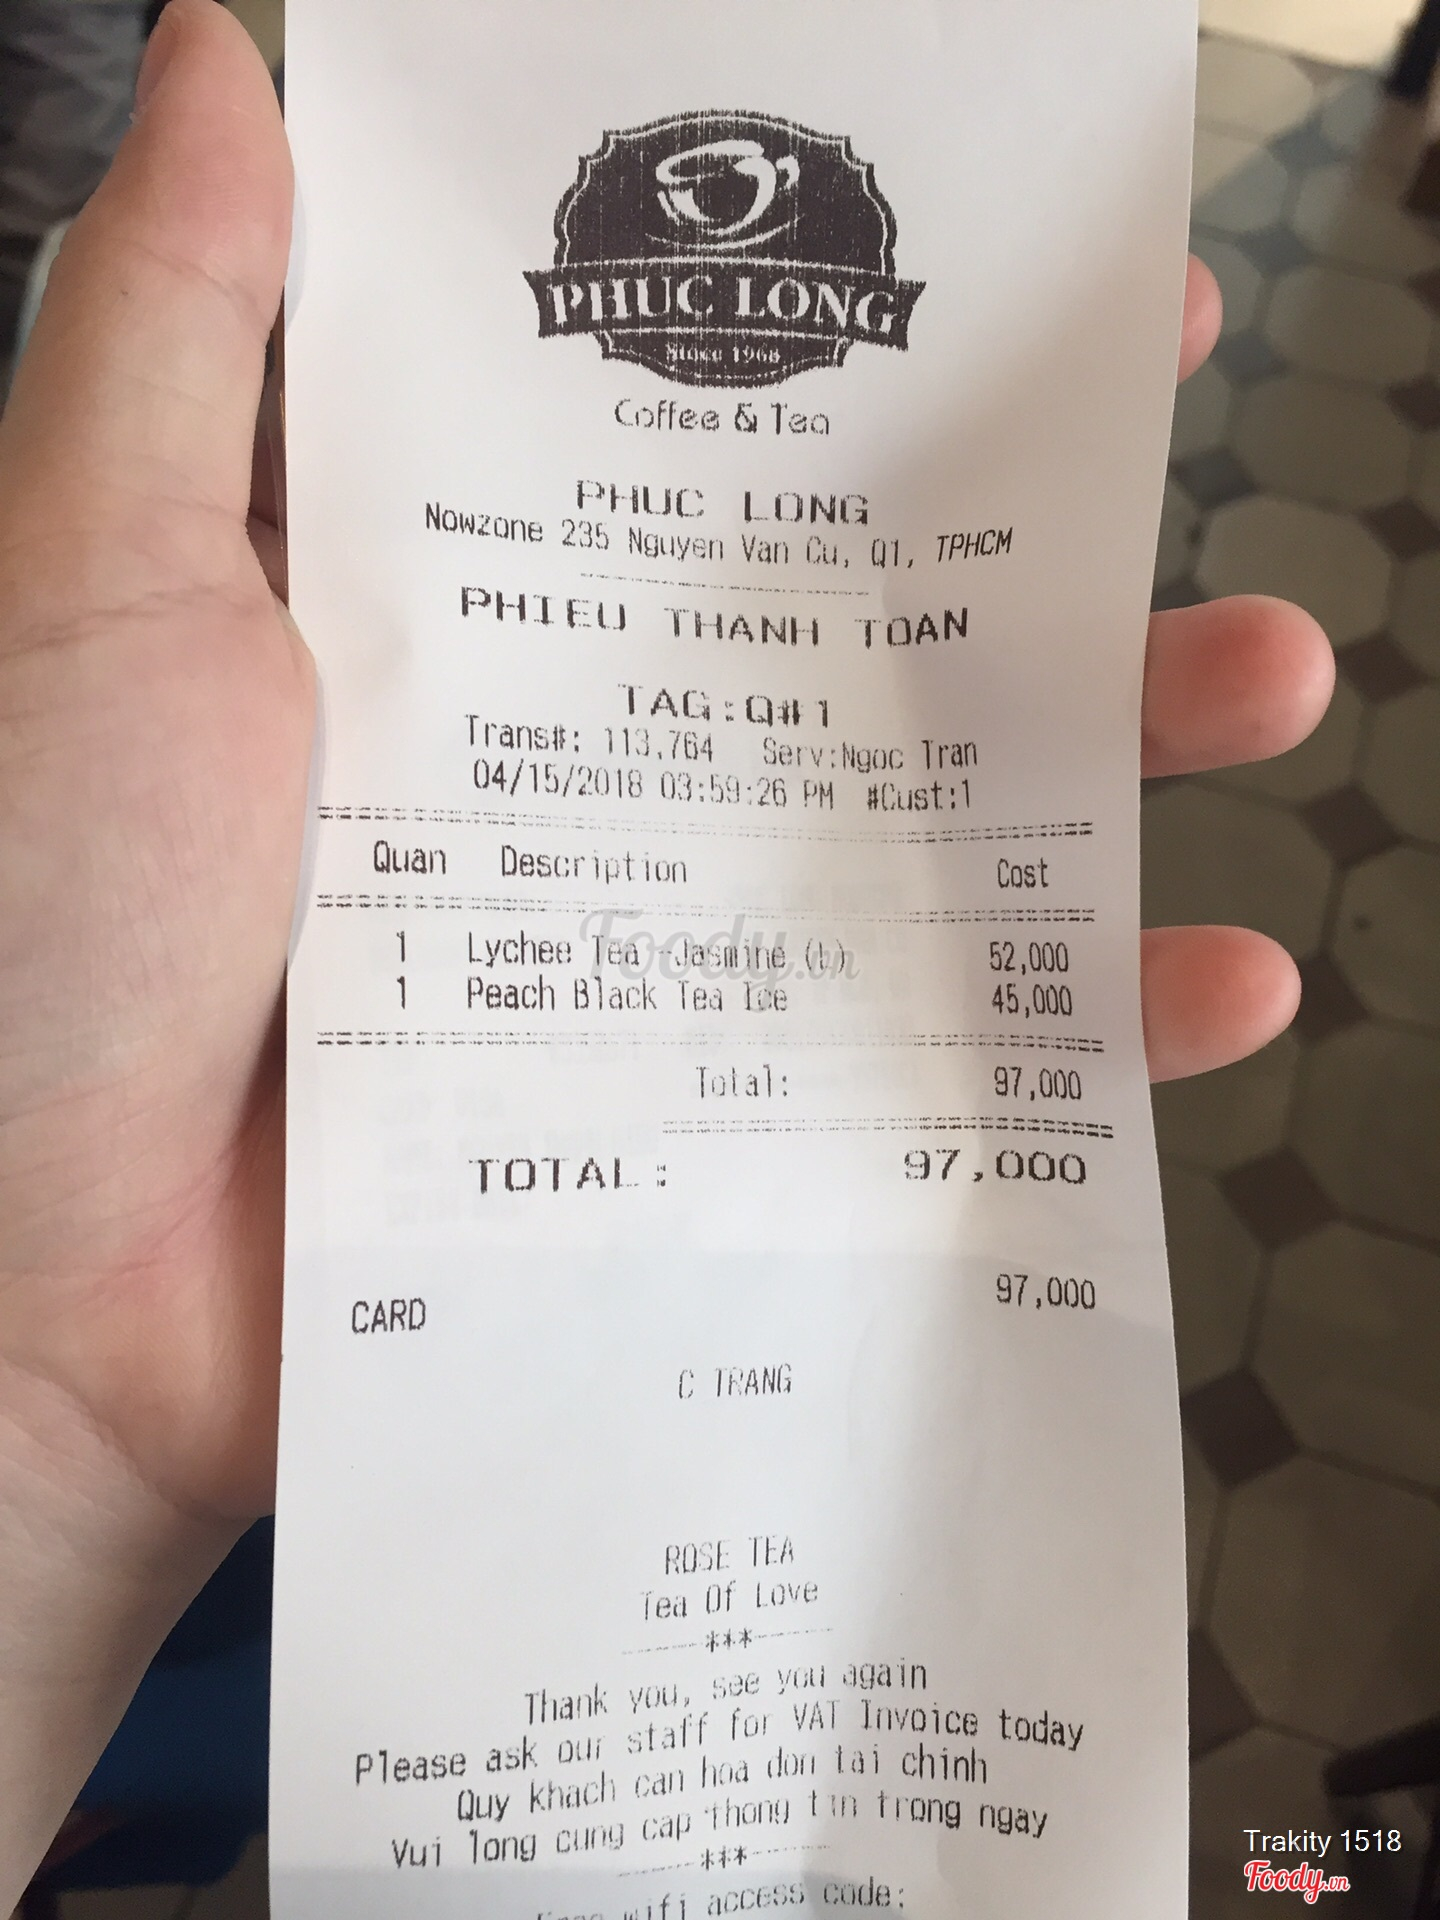 PHUC LONG
Since 1968
Coffee & Tea
PHUC LONG
Nowzone 235 Nguyen Van Cu, Q1, TPHCM
PHIEU THANH TOAN
TAG:Q#1
Trans#: 113,764 Serv:Ngoc Tran
04/15/2018 03:59:26 PM #Cust:1
Quan Description Cost
1 Lychee Tea -Jasmine (L) 52,000
1 Peach Black Tea Ice 45,000
Foody.vn
Total: 97,000
TOTAL: 97,000
CARD 97,000
C TRANG
ROSE TEA
Tea Of Love
***
Thank you, see you again
Please ask our staff for VAT Invoice today
Quy khach can hoa don tai chinh
Vui long cung cap thong tin trong ngay
***
Free wifi access code:
Trakity 1518
Foody.vn